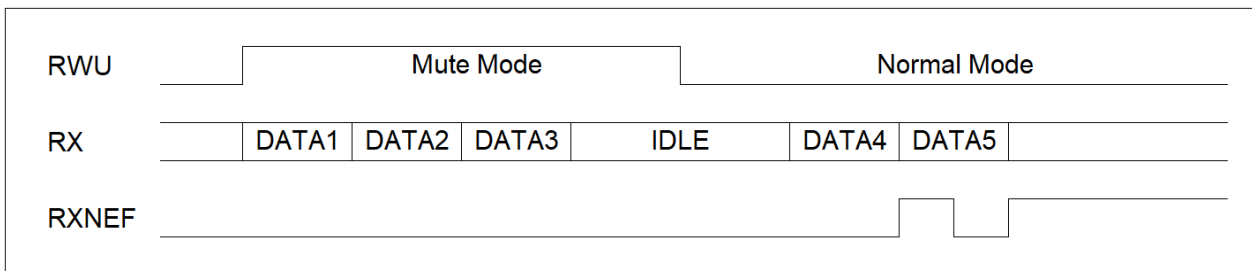 RWU Mute Mode Normal Mode
RX DATA1 DATA2 DATA3 IDLE DATA4 DATA5
RXNEF